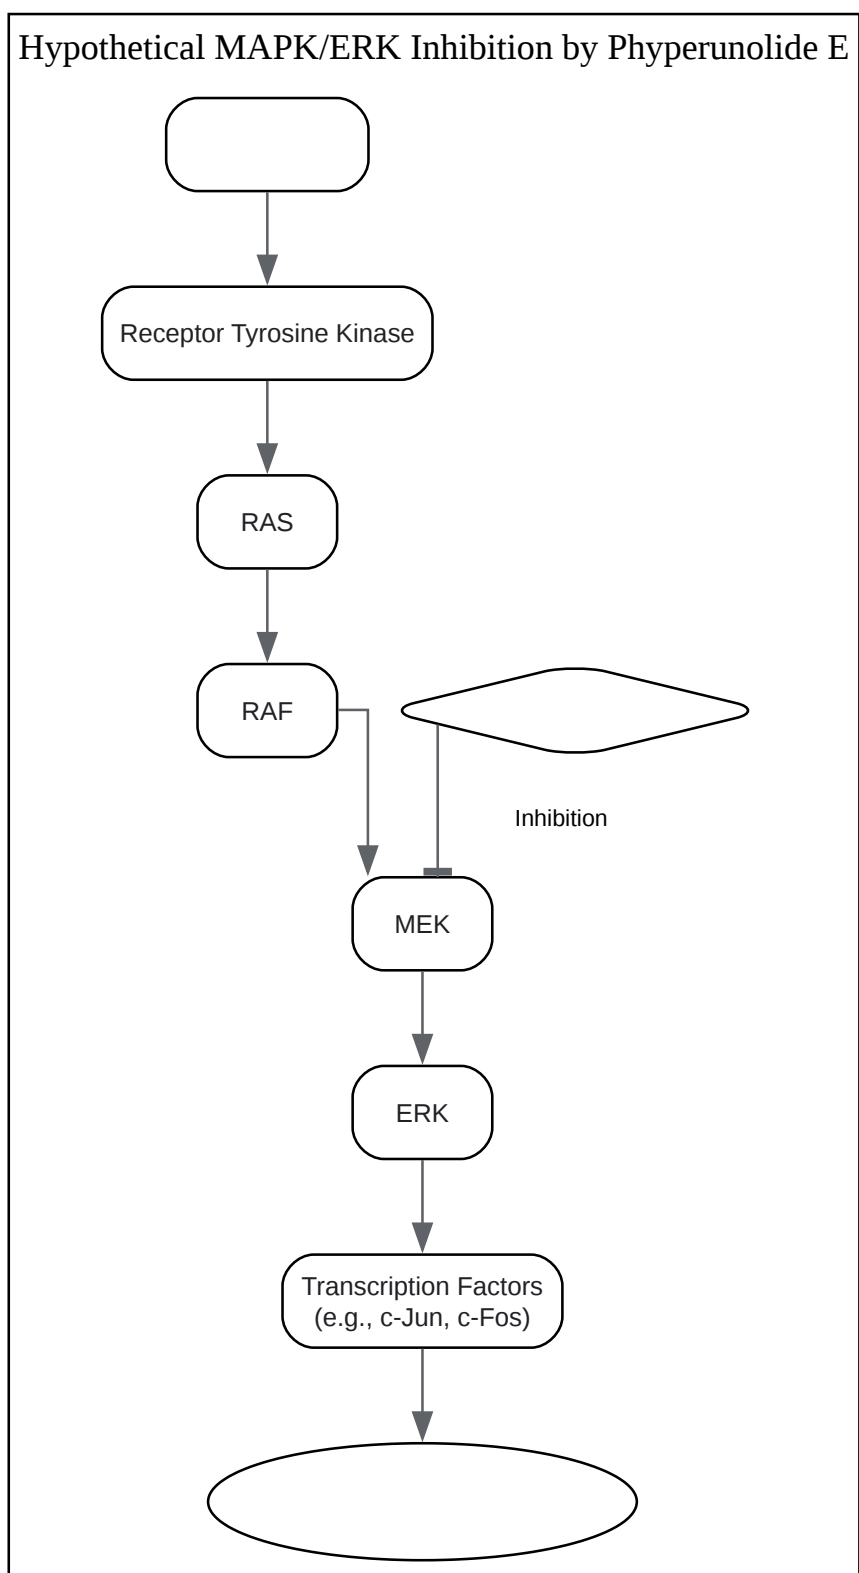 Hypothetical MAPK/ERK Inhibition by Phyperunolide E
Receptor Tyrosine Kinase
RAS
RAF
Inhibition
MEK
ERK
Transcription Factors
(e.g., c-Jun, c-Fos)